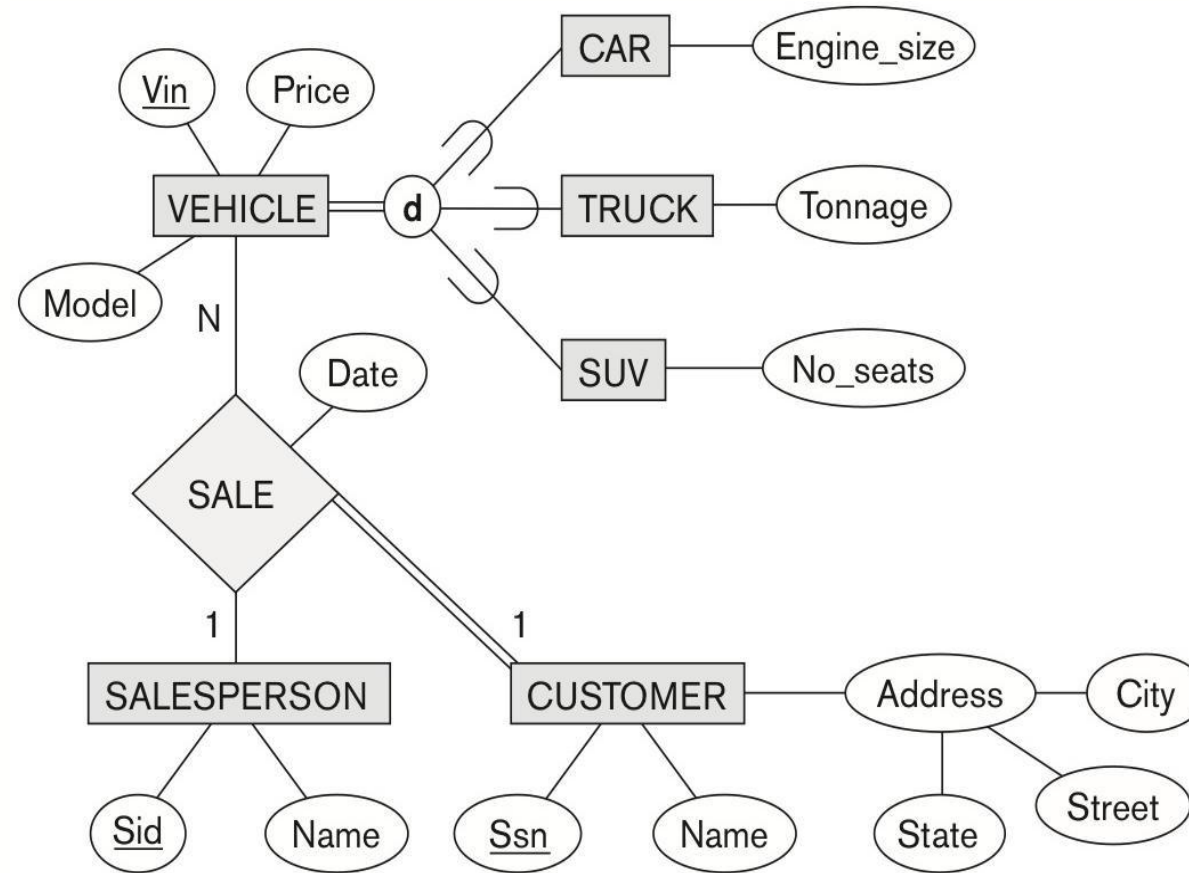 CAR
Engine_size
Vin
Price
VEHICLE
d
TRUCK
Tonnage
Model
N
Date
SUV
No_seats
SALE
1
1
SALESPERSON
CUSTOMER
Address
City
Sid
Name
Ssn
Name
State
Street